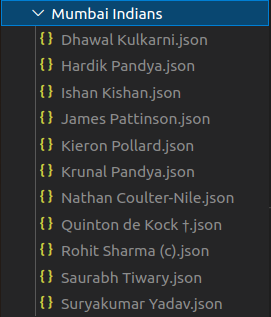 Mumbai Indians
{} Dhawal Kulkarni.json
{} Hardik Pandya.json
{} Ishan Kishan.json
{} James Pattinson.json
{} Kieron Pollard.json
{} Krunal Pandya.json
{} Nathan Coulter-Nile.json
{} Quinton de Kock †.json
{} Rohit Sharma (c).json
{} Saurabh Tiwary.json
{} Suryakumar Yadav.json